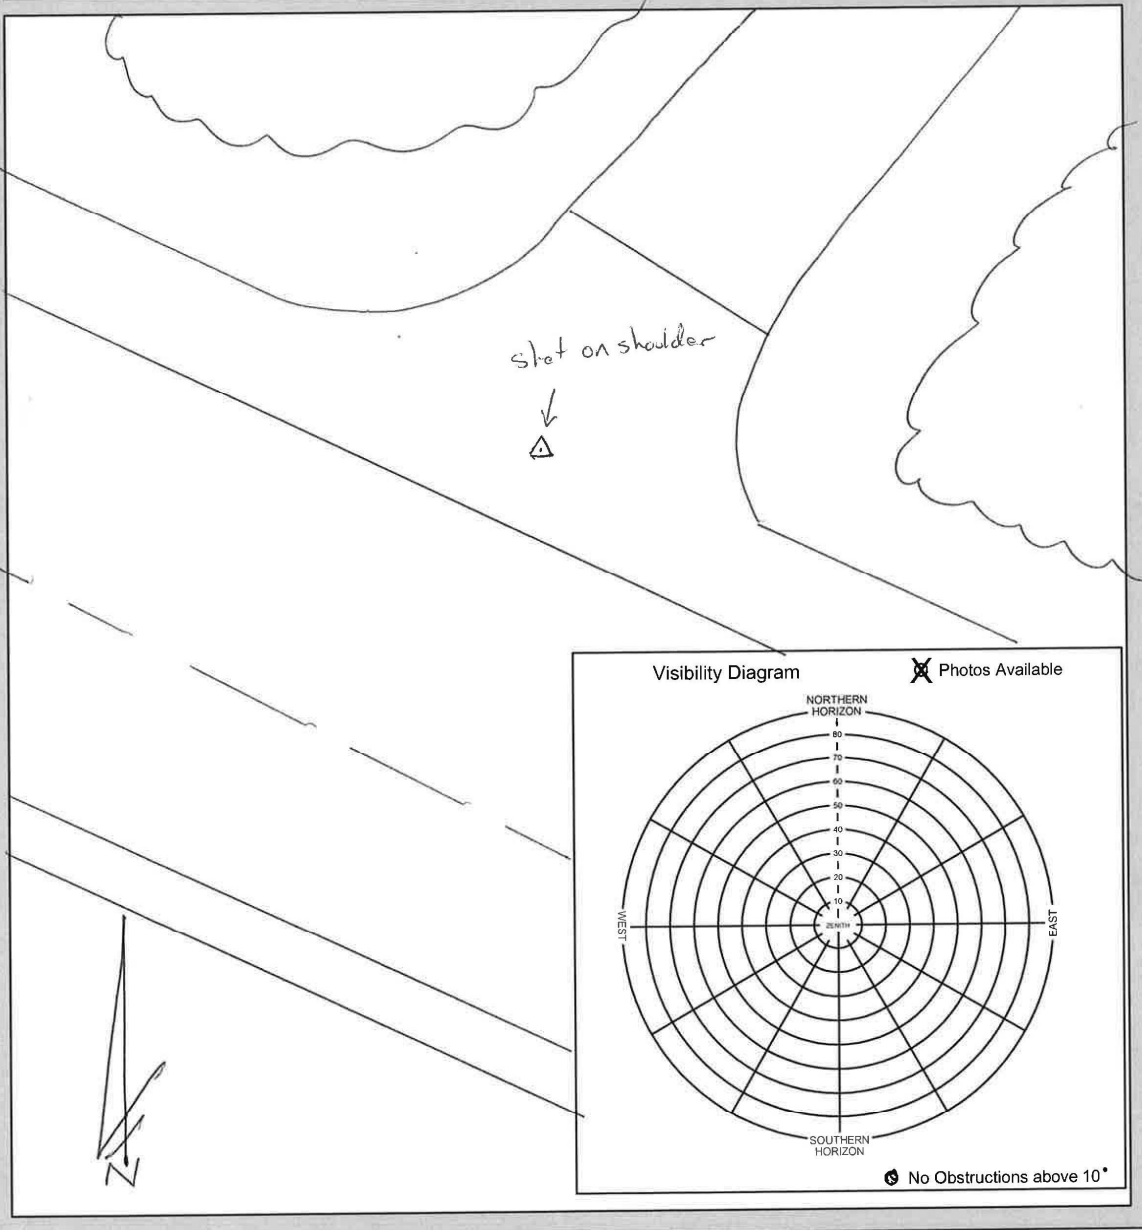 shot on shoulder
N
Visibility Diagram
Photos Available
NORTHERN
HORIZON
80
70
60
50
40
30
20
10
WEST
ZENITH
EAST
SOUTHERN
HORIZON
No Obstructions above 10°